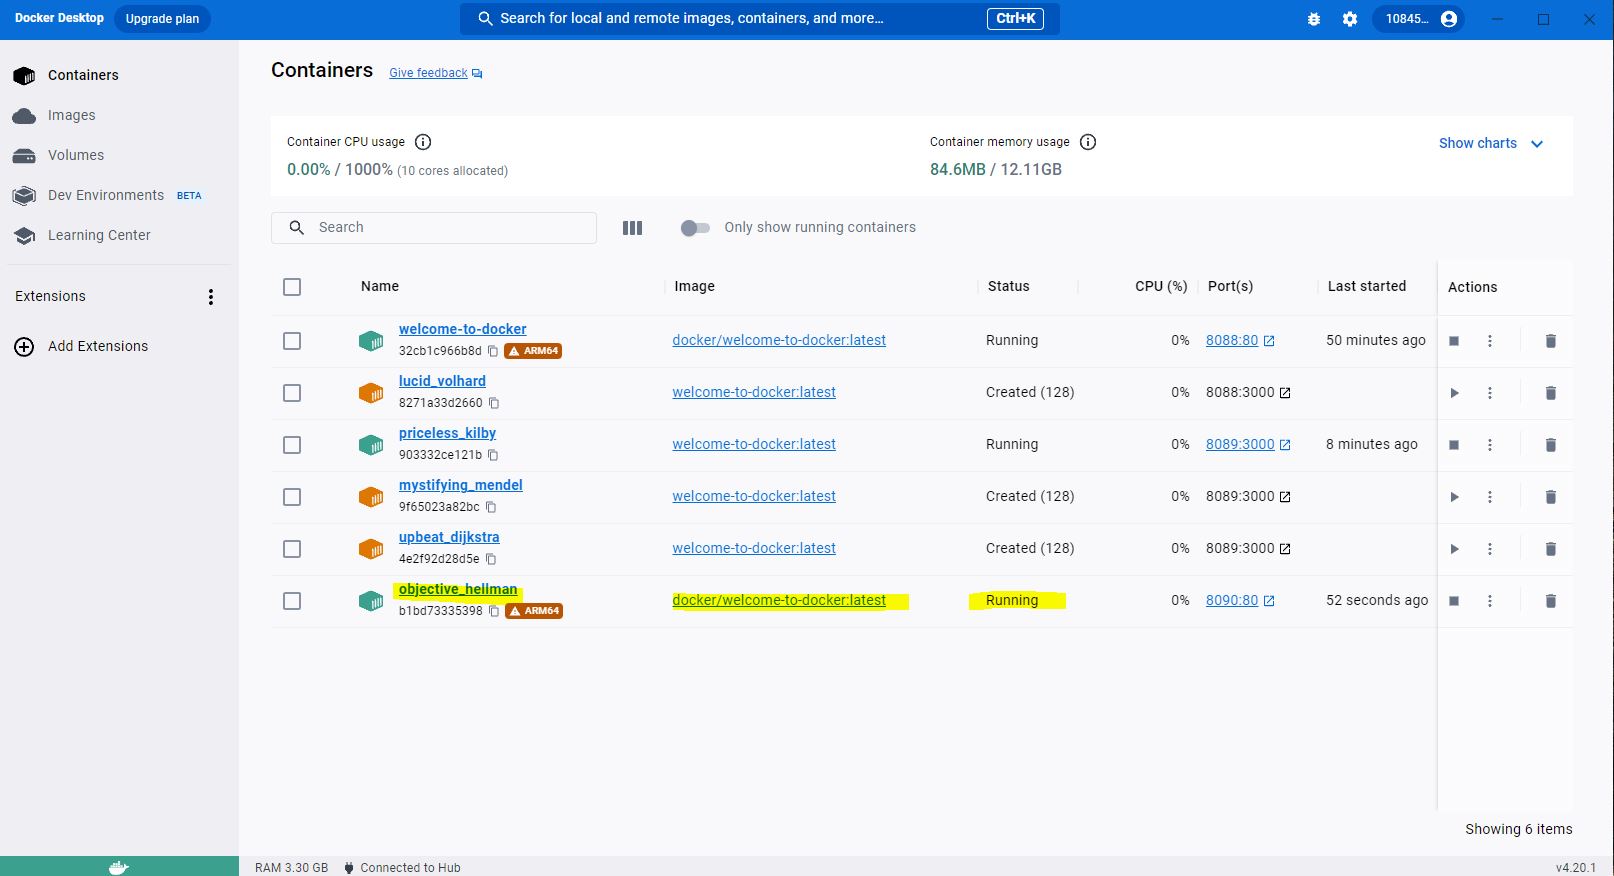 Docker Desktop Upgrade plan Search for local and remote images, containers, and more... Ctrl+K 10845...
Containers
Images
Volumes
Dev Environments BETA
Learning Center
Extensions
Add Extensions
Containers Give feedback
Container CPU usage
0.00% / 1000% (10 cores allocated)
Container memory usage
84.6MB / 12.11GB
Show charts
Search Only show running containers
Name Image Status CPU (%) Port(s) Last started Actions
welcome-to-docker
32cb1c966b8d ARM64
docker/welcome-to-docker:latest Running 0% 8088:80 50 minutes ago
lucid_volhard
8271a33d2660
welcome-to-docker:latest Created (128) 0% 8088:3000
priceless_kilby
903332ce121b
welcome-to-docker:latest Running 0% 8089:3000 8 minutes ago
mystifying_mendel
9f65023a82bc
welcome-to-docker:latest Created (128) 0% 8089:3000
upbeat_dijkstra
4e2f92d28d5e
welcome-to-docker:latest Created (128) 0% 8089:3000
objective_hellman
b1bd73335398 ARM64
docker/welcome-to-docker:latest Running 0% 8090:80 52 seconds ago
Showing 6 items
RAM 3.30 GB Connected to Hub v4.20.1